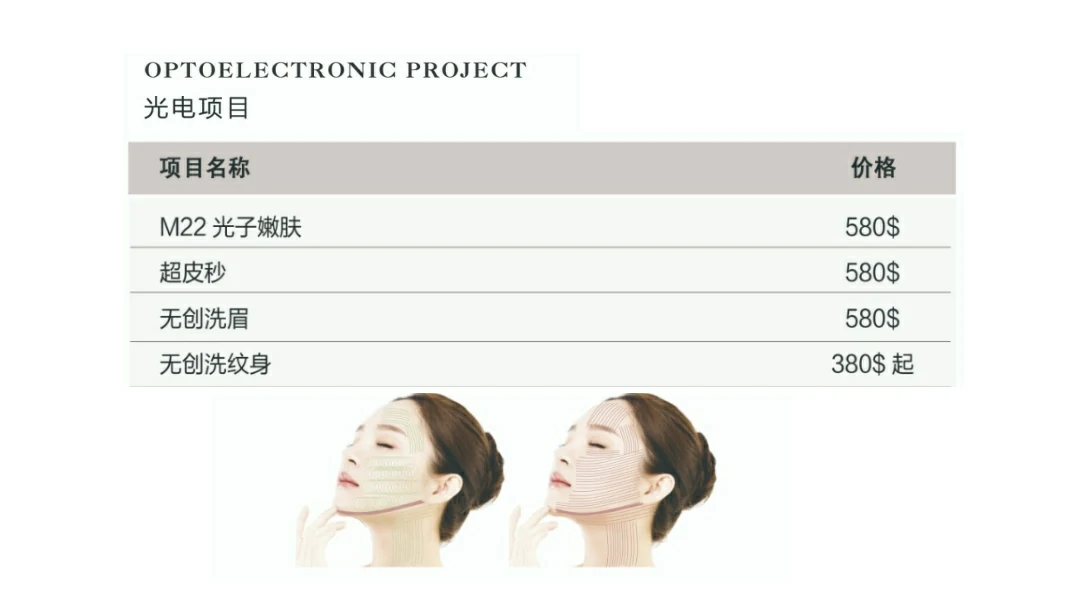 OPTOELECTRONIC PROJECT
光电项目
项目名称 价格
M22 光子嫩肤 580$
超皮秒 580$
无创洗眉 580$
无创洗纹身 380$ 起